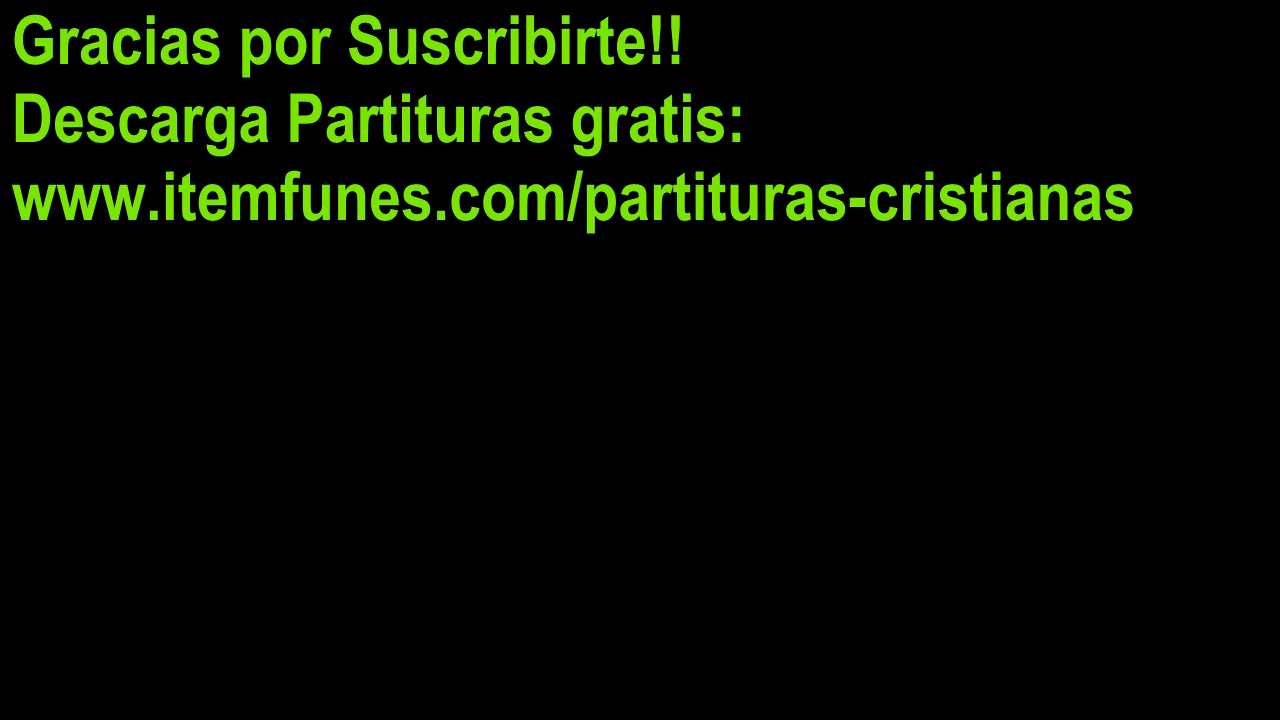 Gracias por Suscribirte!!
Descarga Partituras gratis:
www.itemfunes.com/partituras-cristianas